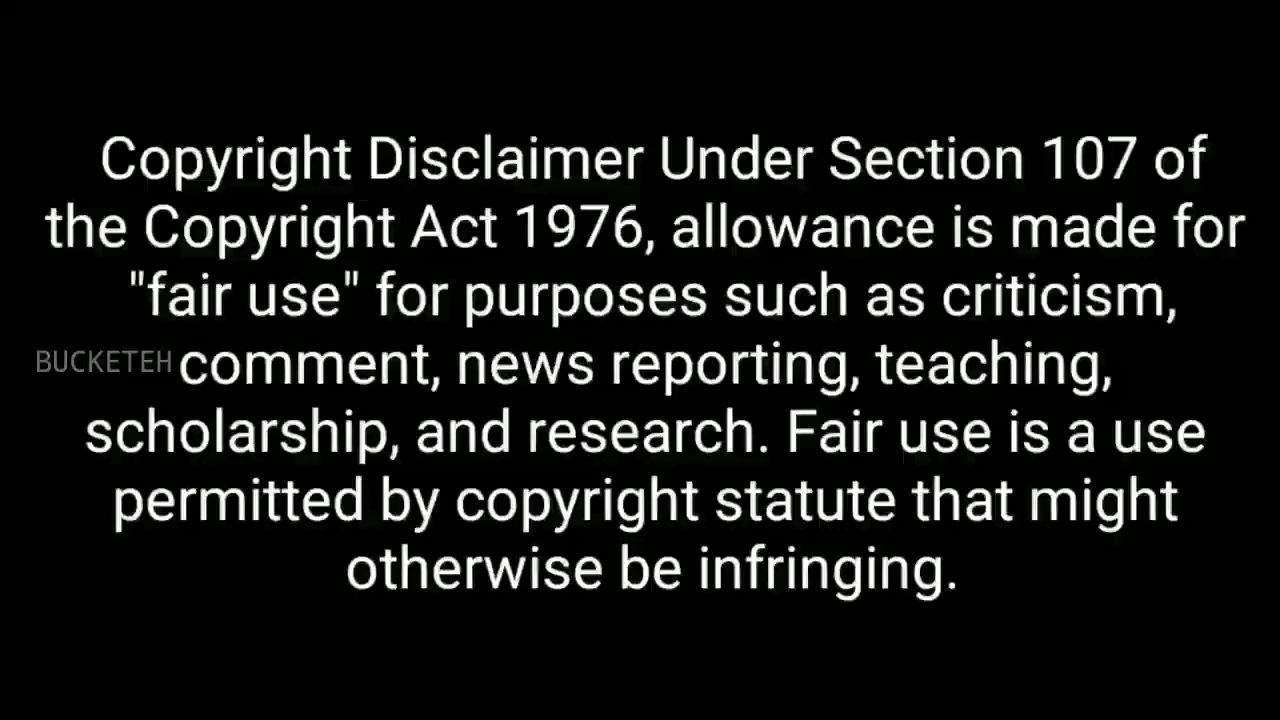 Copyright Disclaimer Under Section 107 of
the Copyright Act 1976, allowance is made for
"fair use" for purposes such as criticism,
BUCKETEH comment, news reporting, teaching,
scholarship, and research. Fair use is a use
permitted by copyright statute that might
otherwise be infringing.